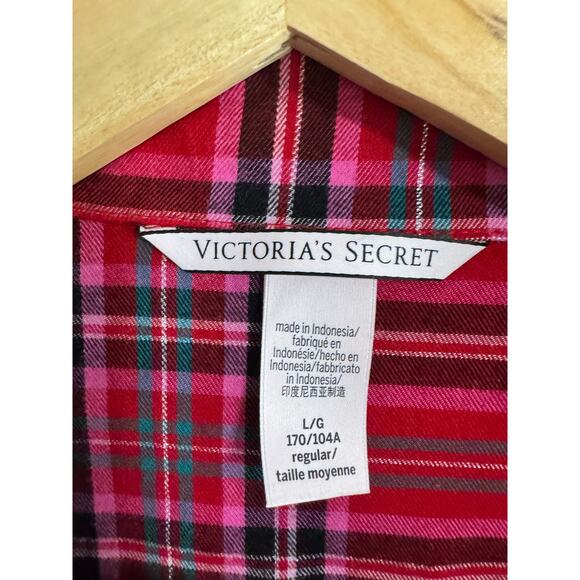 VICTORIA'S SECRET
made in Indonesia/
fabriqué en
Indonésie/hecho en
Indonesia/fabbricato
in Indonesia/
印度尼西亚制造
L/G
170/104A
regular/
taille moyenne